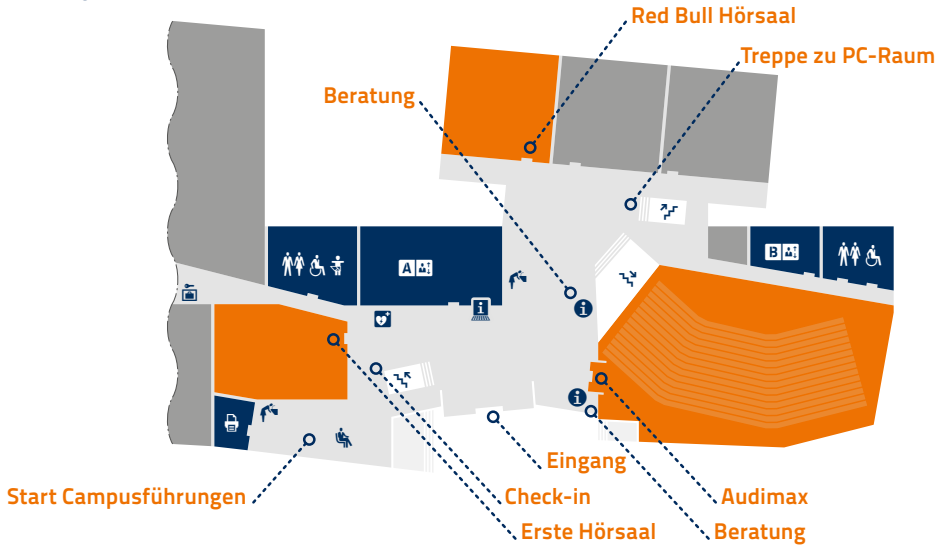 Red Bull Hörsaal
Treppe zu PC-Raum
Beratung
A
B
i
i
i
Eingang
Start Campusführungen
Check-in
Audimax
Erste Hörsaal
Beratung